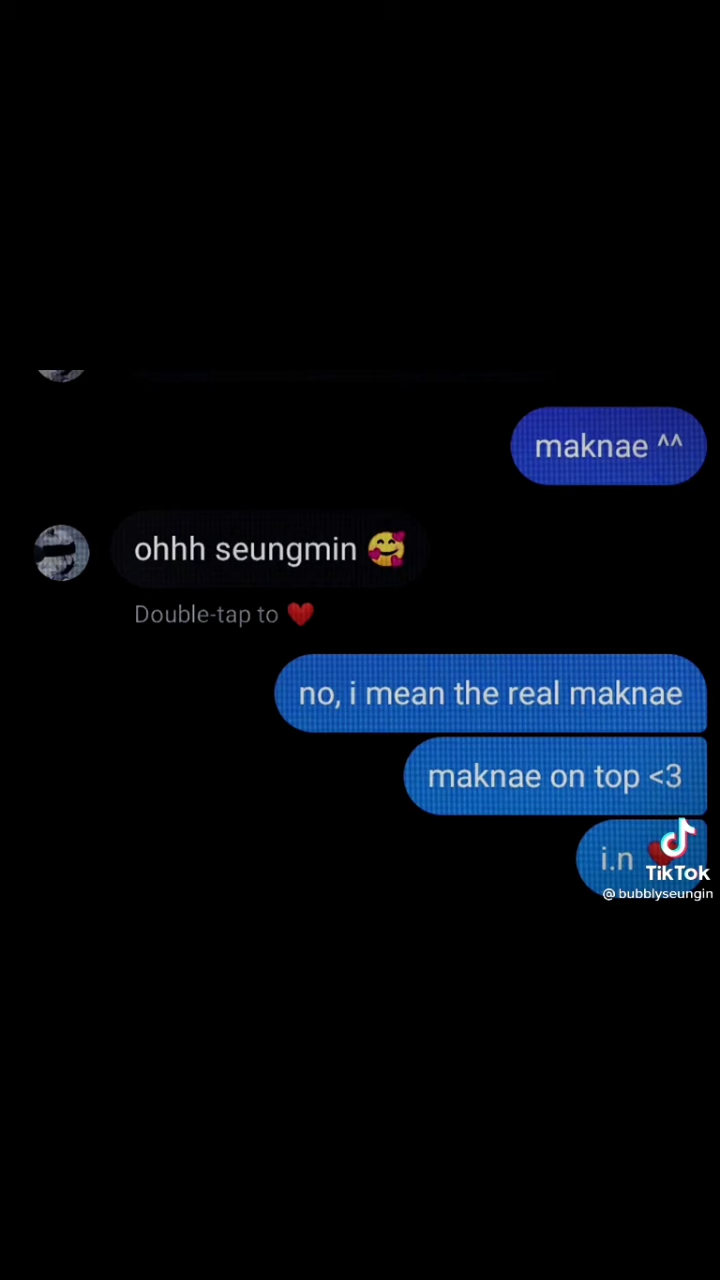 maknae ^^
ohhh seungmin 🥰
Double-tap to ❤️
no, i mean the real maknae
maknae on top <3
i.n ❤️
TikTok
@bubblyseungin